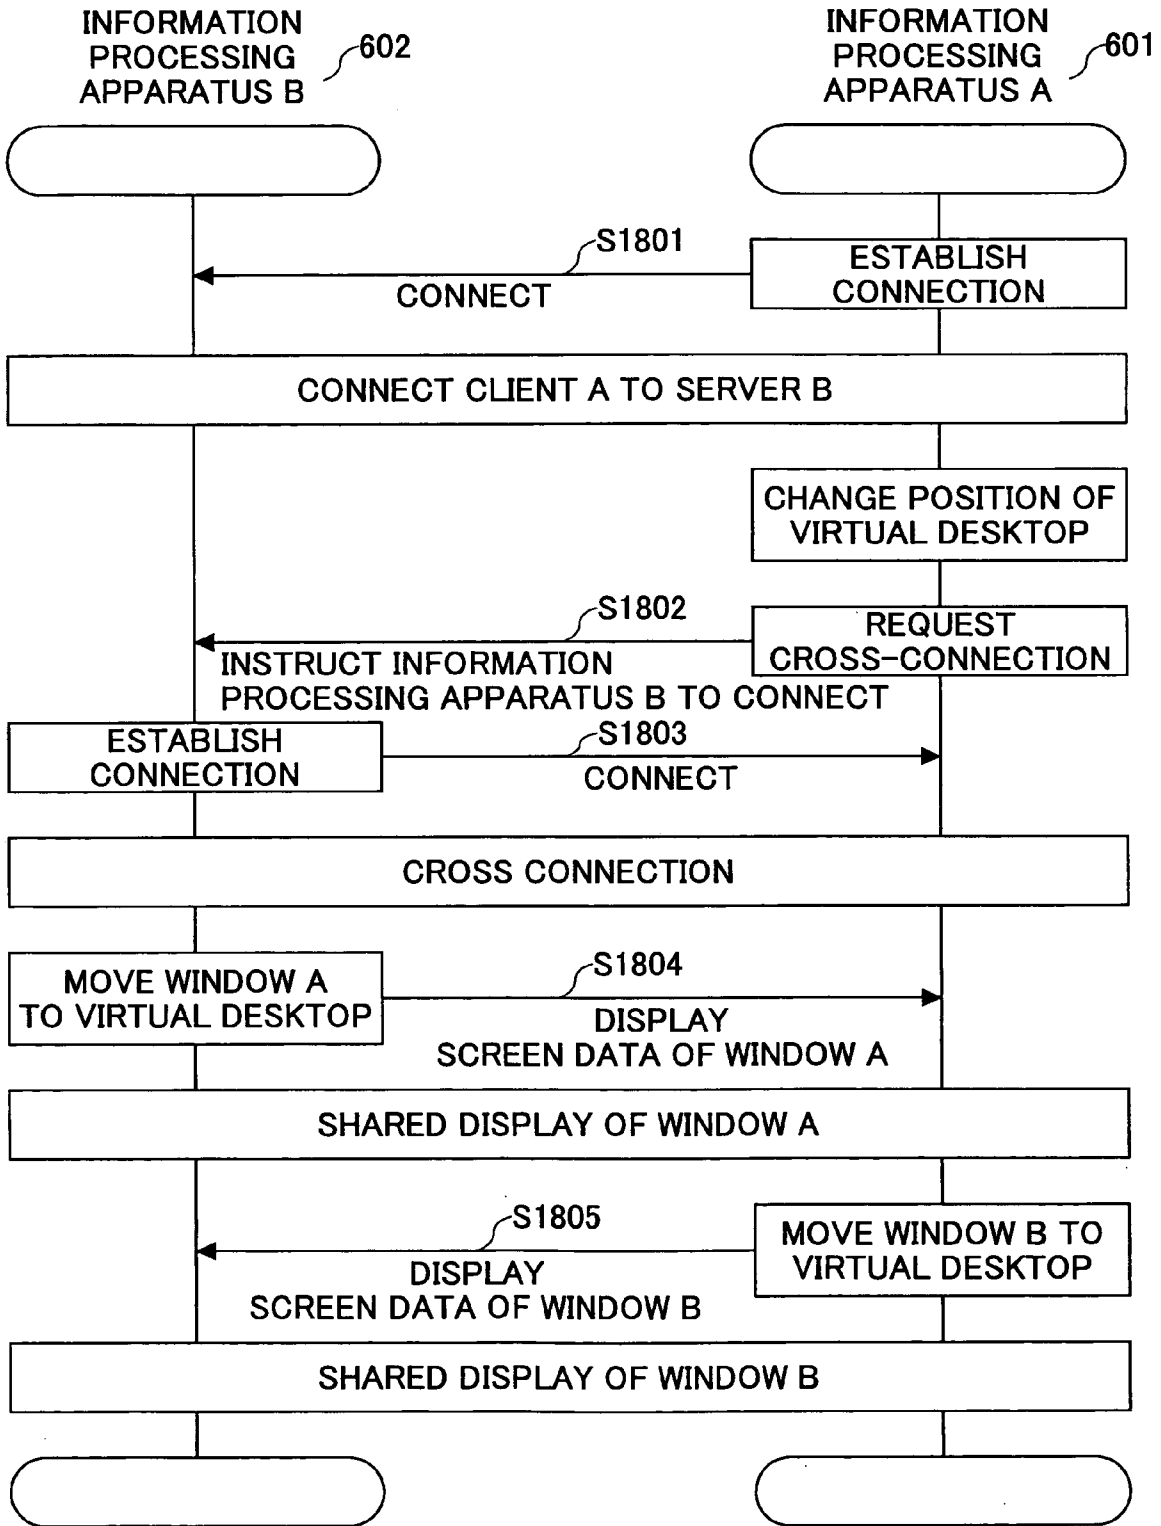 INFORMATION
PROCESSING
APPARATUS B
602
INFORMATION
PROCESSING
APPARATUS A
601
S1801
CONNECT
ESTABLISH
CONNECTION
CONNECT CLIENT A TO SERVER B
CHANGE POSITION OF
VIRTUAL DESKTOP
S1802
REQUEST
CROSS-CONNECTION
INSTRUCT INFORMATION
PROCESSING APPARATUS B TO CONNECT
ESTABLISH
CONNECTION
S1803
CONNECT
CROSS CONNECTION
MOVE WINDOW A
TO VIRTUAL DESKTOP
S1804
DISPLAY
SCREEN DATA OF WINDOW A
SHARED DISPLAY OF WINDOW A
S1805
DISPLAY
SCREEN DATA OF WINDOW B
MOVE WINDOW B TO
VIRTUAL DESKTOP
SHARED DISPLAY OF WINDOW B